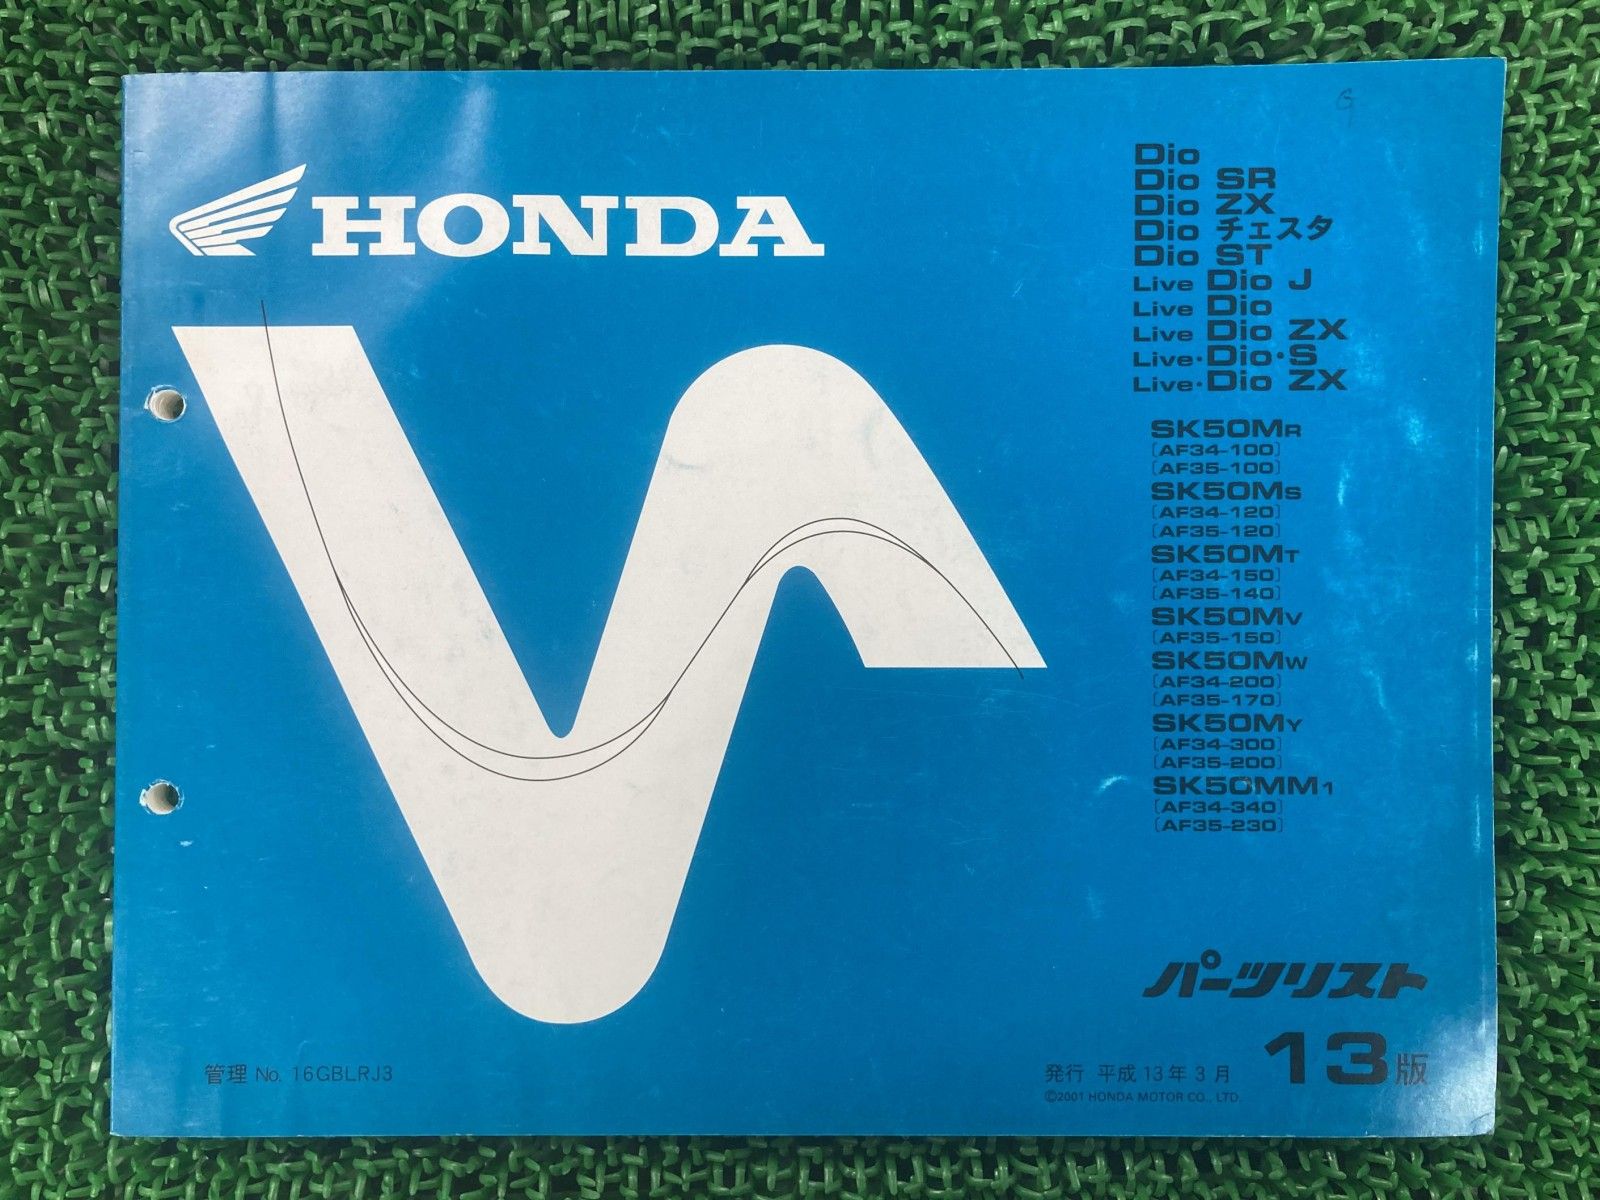 HONDA
Dio
Dio SR
Dio ZX
Dio チェスタ
Dio ST
Live Dio J
Live Dio
Live Dio ZX
Live・Dio・S
Live・Dio ZX
SK50MR
[AF34-100]
[AF35-100]
SK50MS
[AF34-120]
[AF35-120]
SK50MT
[AF34-150]
[AF35-140]
SK50MV
[AF35-150]
SK50MW
[AF34-200]
[AF35-170]
SK50MY
[AF34-300]
[AF35-200]
SK50MM1
[AF34-340]
[AF35-230]
パーツリスト
13版
管理 No. 16GBLRJ3
発行 平成 13 年 3 月
©2001 HONDA MOTOR CO., LTD.